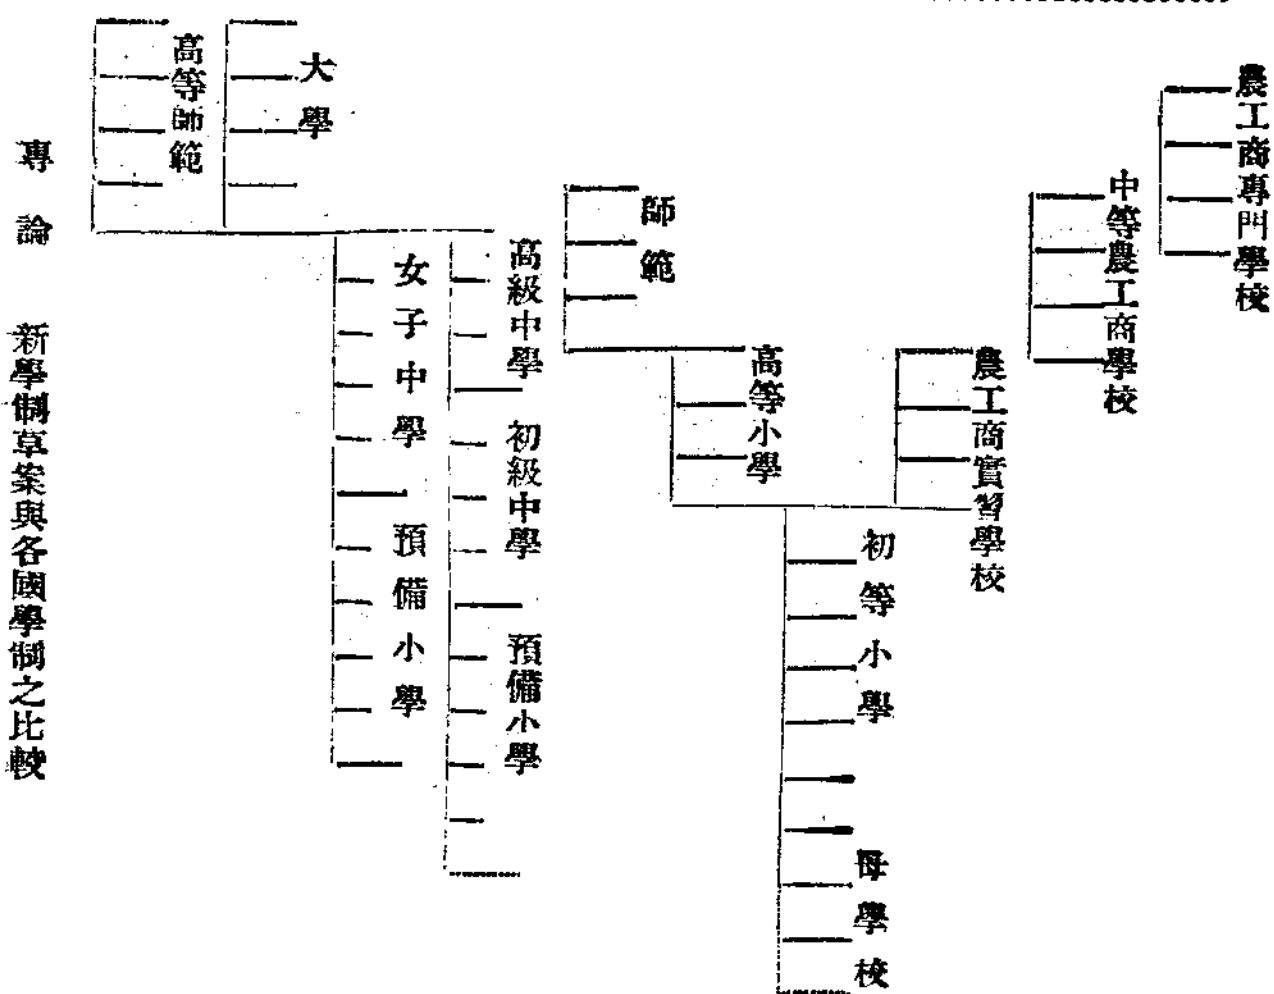 農工商專門學校
中等農工商學校
農工商實習學校
初等小學
母學校
高等小學
師範
高級中學
初級中學
預備小學
女子中學
預備小學
大學
高等師範
專論
新學制草案與各國學制之比較